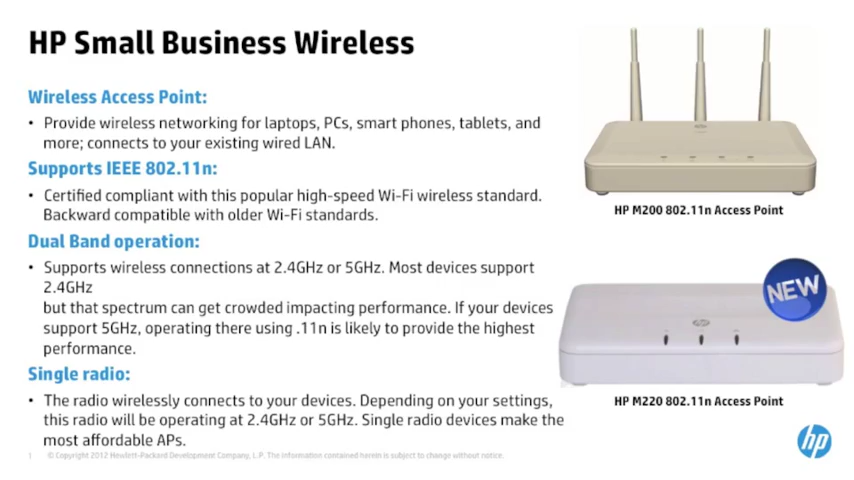 HP Small Business Wireless
Wireless Access Point:
• Provide wireless networking for laptops, PCs, smart phones, tablets, and
more; connects to your existing wired LAN.
Supports IEEE 802.11n:
• Certified compliant with this popular high-speed Wi-Fi wireless standard.
Backward compatible with older Wi-Fi standards.
Dual Band operation:
• Supports wireless connections at 2.4GHz or 5GHz. Most devices support
2.4GHz
but that spectrum can get crowded impacting performance. If your devices
support 5GHz, operating there using .11n is likely to provide the highest
performance.
Single radio:
• The radio wirelessly connects to your devices. Depending on your settings,
this radio will be operating at 2.4GHz or 5GHz. Single radio devices make the
most affordable APs.
HP M200 802.11n Access Point
NEW
HP M220 802.11n Access Point
hp
1 © Copyright 2012 Hewlett-Packard Development Company, L.P. The information contained herein is subject to change without notice.